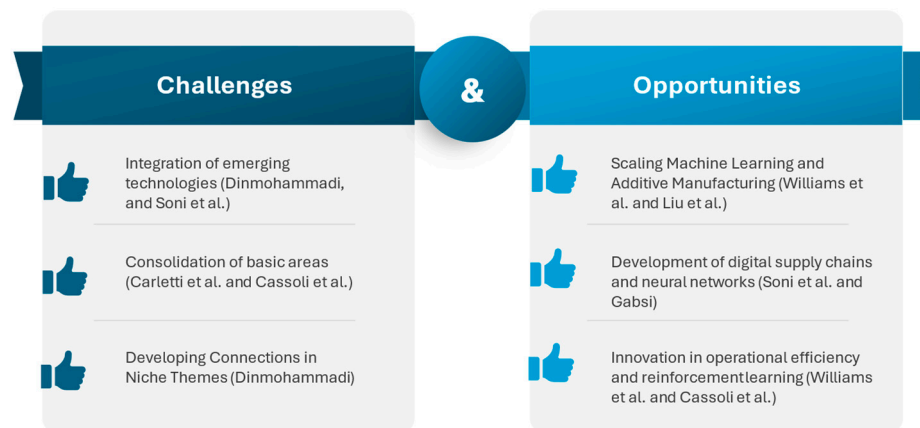 Challenges
&
Opportunities
Integration of emerging
technologies (Dinmohammadi,
and Soni et al.)
Consolidation of basic areas
(Carletti et al. and Cassoli et al.)
Developing Connections in
Niche Themes (Dinmohammadi)
Scaling Machine Learning and
Additive Manufacturing (Williams et
al. and Liu et al.)
Development of digital supply chains
and neural networks (Soni et al. and
Gabsi)
Innovation in operational efficiency
and reinforcement learning (Williams
et al. and Cassoli et al.)